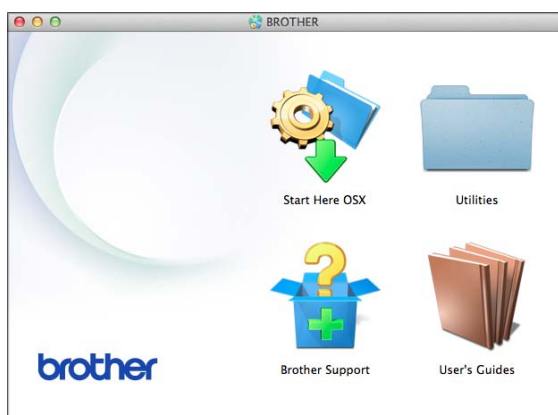 BROTHER
Start Here OSX
Utilities
Brother Support
User's Guides
brother